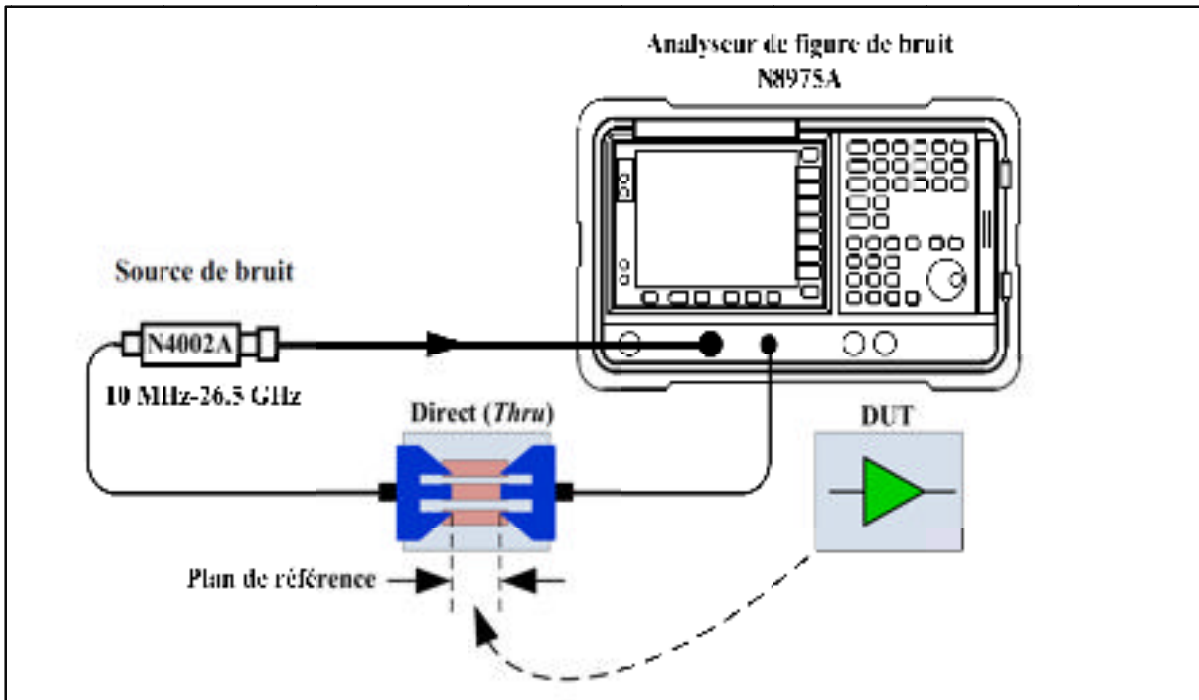 Analyseur de figure de bruit
N8975A
Source de bruit
N4002A
10 MHz-26.5 GHz
Direct (Thru)
DUT
Plan de référence